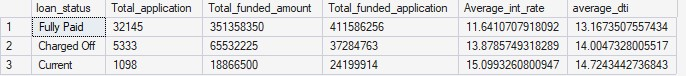 loan_status Total_application Total_funded_amount Total_funded_application Average_int_rate average_dti
1 Fully Paid 32145 351358350 411586256 11.6410707918092 13.1673507557434
2 Charged Off 5333 65532225 37284763 13.8785749318289 14.0047328005517
3 Current 1098 18866500 24199914 15.0993260800947 14.7243442736843